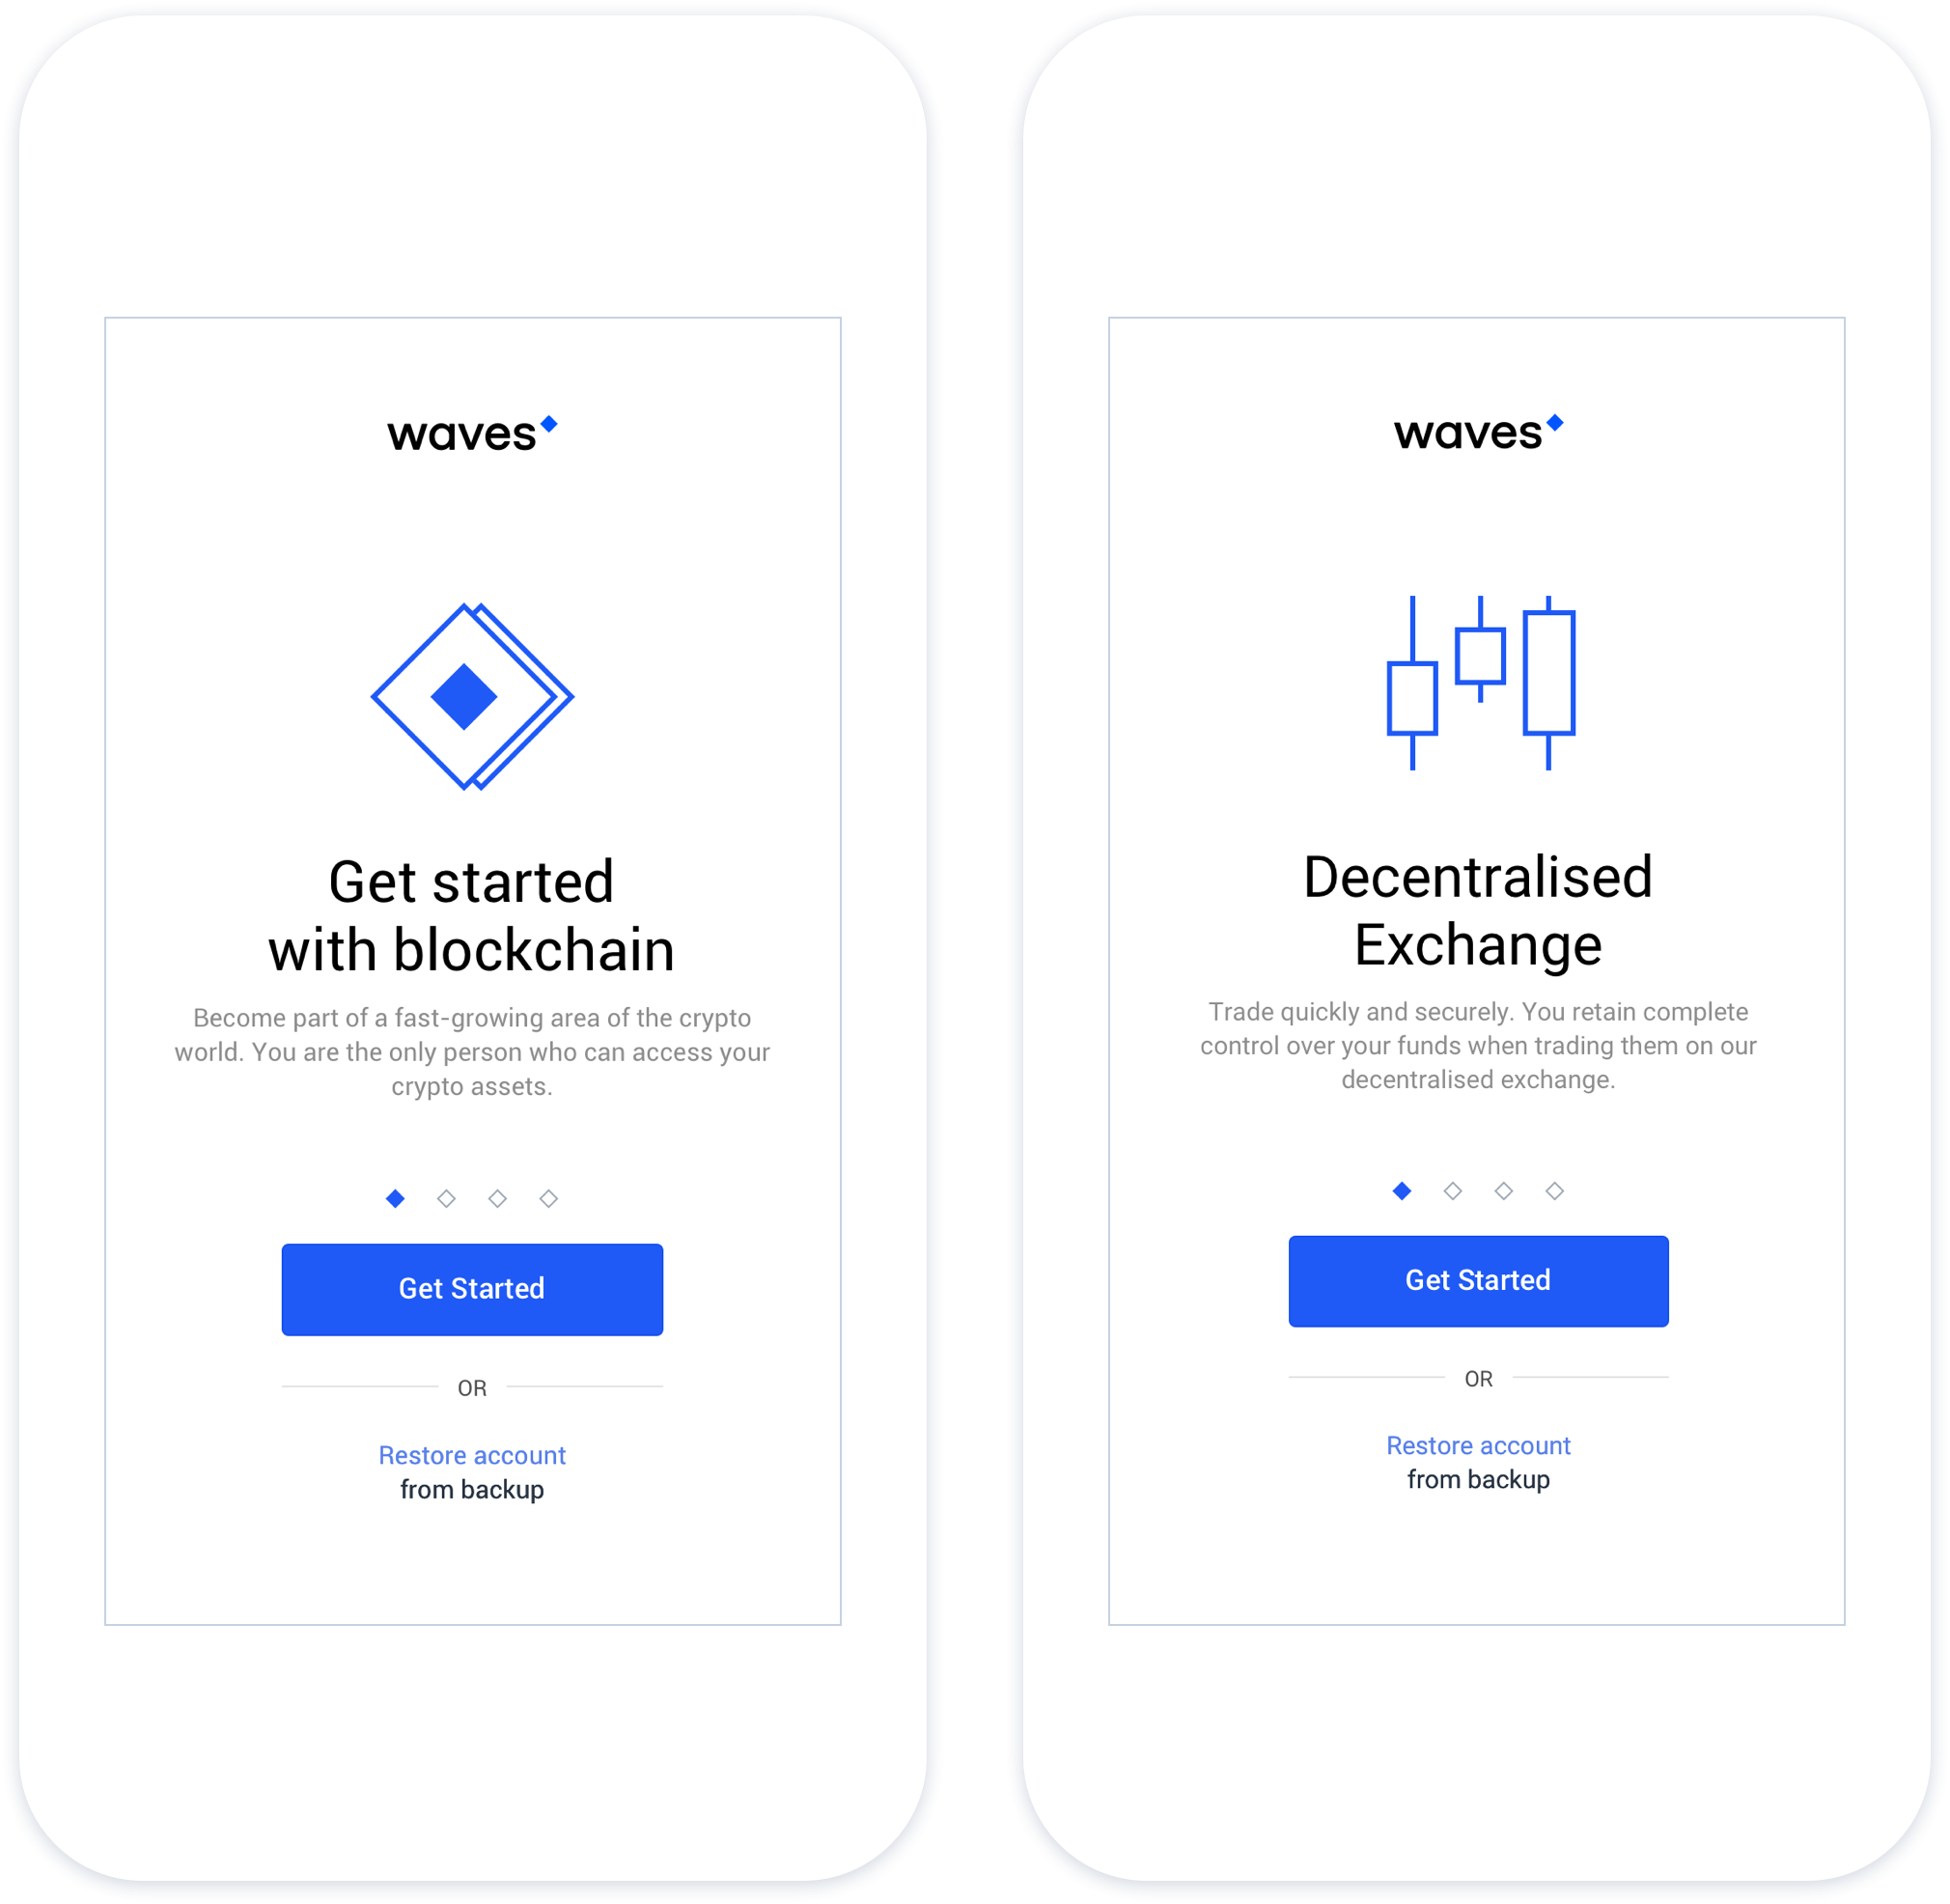 waves
Get started
with blockchain
Become part of a fast-growing area of the crypto
world. You are the only person who can access your
crypto assets.
Get Started
OR
Restore account
from backup
waves
Decentralised
Exchange
Trade quickly and securely. You retain complete
control over your funds when trading them on our
decentralised exchange.
Get Started
OR
Restore account
from backup